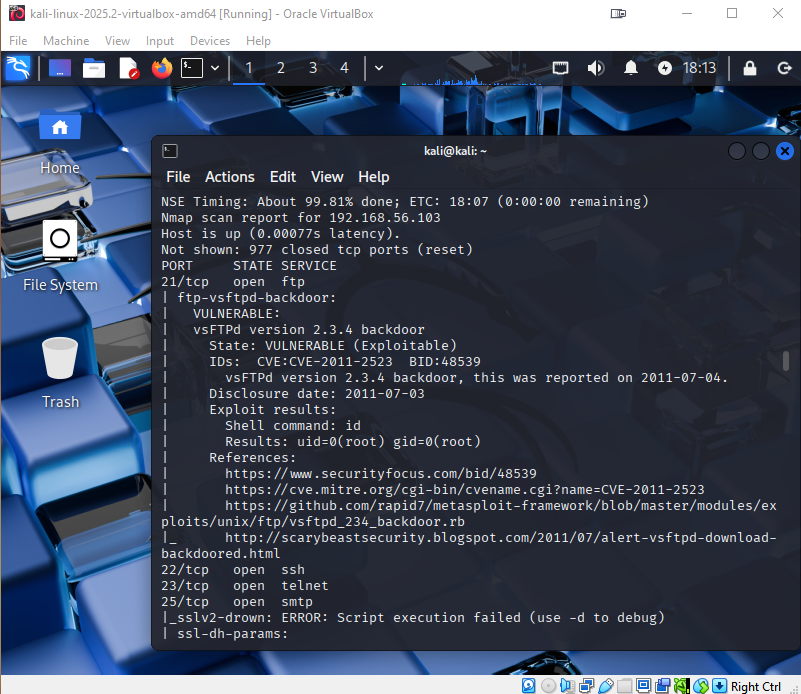 kali-linux-2025.2-virtualbox-amd64 [Running] - Oracle VirtualBox
File Machine View Input Devices Help
1 2 3 4 18:13
Home
File System
Trash
kali@kali: ~
File Actions Edit View Help
NSE Timing: About 99.81% done; ETC: 18:07 (0:00:00 remaining)
Nmap scan report for 192.168.56.103
Host is up (0.00077s latency).
Not shown: 977 closed tcp ports (reset)
PORT     STATE SERVICE
21/tcp   open  ftp
| ftp-vsftpd-backdoor:
|   VULNERABLE:
|   vsFTPd version 2.3.4 backdoor
|     State: VULNERABLE (Exploitable)
|     IDs:  CVE:CVE-2011-2523  BID:48539
|       vsFTPd version 2.3.4 backdoor, this was reported on 2011-07-04.
|     Disclosure date: 2011-07-03
|     Exploit results:
|       Shell command: id
|       Results: uid=0(root) gid=0(root)
|     References:
|       https://www.securityfocus.com/bid/48539
|       https://cve.mitre.org/cgi-bin/cvename.cgi?name=CVE-2011-2523
|       https://github.com/rapid7/metasploit-framework/blob/master/modules/ex
ploits/unix/ftp/vsftpd_234_backdoor.rb
|_      http://scarybeastsecurity.blogspot.com/2011/07/alert-vsftpd-download-
backdoored.html
22/tcp   open  ssh
23/tcp   open  telnet
25/tcp   open  smtp
|_sslv2-drown: ERROR: Script execution failed (use -d to debug)
| ssl-dh-params:
Right Ctrl